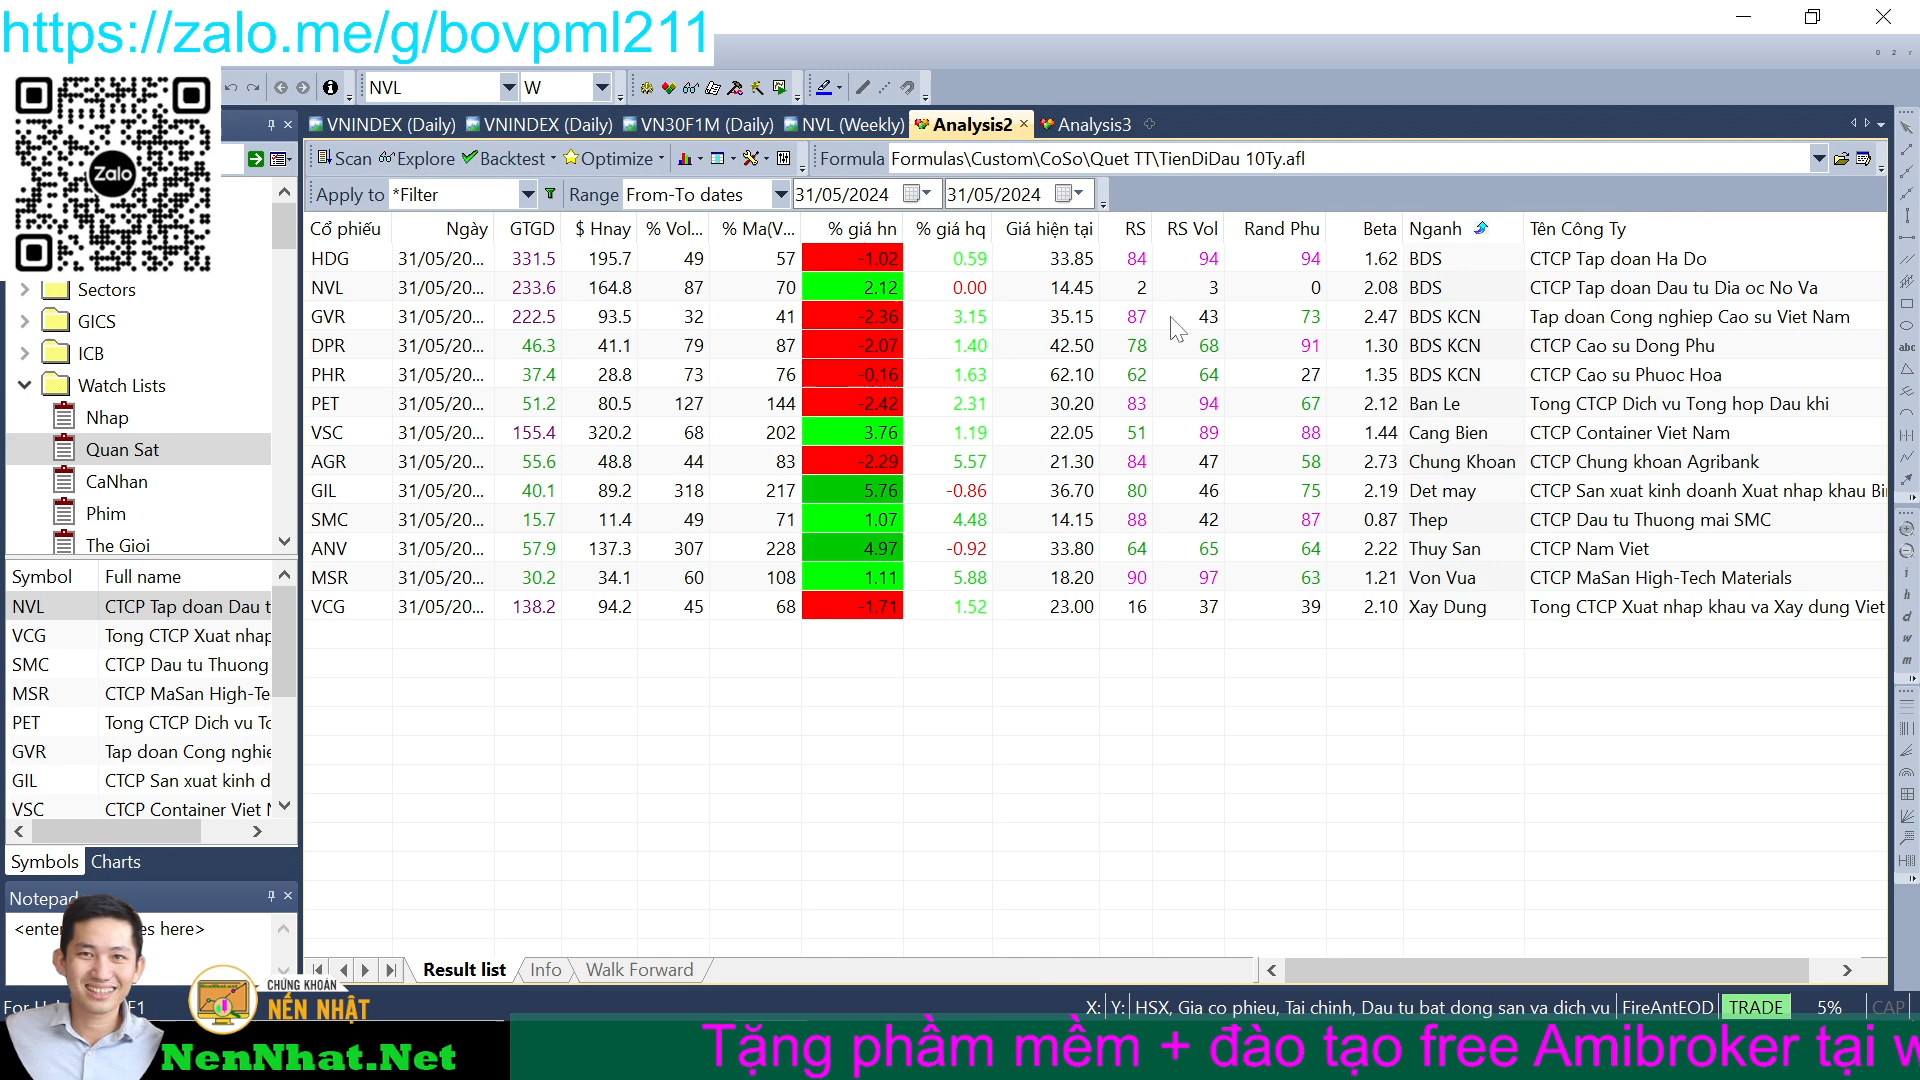 https://zalo.me/g/bovpml211
Zalo
NVL W
VNINDEX (Daily) VNINDEX (Daily) VN30F1M (Daily) NVL (Weekly) Analysis2 Analysis3
Scan Explore Backtest Optimize Formula Formulas\Custom\CoSo\Quet TT\TienDiDau 10Ty.afl
Apply to *Filter Range From-To dates 31/05/2024 31/05/2024
Cổ phiếu Ngày GTGD $ Hnay % Vol... % Ma(V... % giá hn % giá hq Giá hiện tại RS RS Vol Rand Phu Beta Nganh Tên Công Ty
HDG 31/05/20... 331.5 195.7 49 57 -1.02 0.59 33.85 84 94 94 1.62 BDS CTCP Tap doan Ha Do
NVL 31/05/20... 233.6 164.8 87 70 2.12 0.00 14.45 2 3 0 2.08 BDS CTCP Tap doan Dau tu Dia oc No Va
GVR 31/05/20... 222.5 93.5 32 41 -2.36 3.15 35.15 87 43 73 2.47 BDS KCN Tap doan Cong nghiep Cao su Viet Nam
DPR 31/05/20... 46.3 41.1 79 87 -2.07 1.40 42.50 78 68 91 1.30 BDS KCN CTCP Cao su Dong Phu
PHR 31/05/20... 37.4 28.8 73 76 -0.16 1.63 62.10 62 64 27 1.35 BDS KCN CTCP Cao su Phuoc Hoa
PET 31/05/20... 51.2 80.5 127 144 -2.42 2.31 30.20 83 94 67 2.12 Ban Le Tong CTCP Dich vu Tong hop Dau khi
VSC 31/05/20... 155.4 320.2 68 202 3.76 1.19 22.05 51 89 88 1.44 Cang Bien CTCP Container Viet Nam
AGR 31/05/20... 55.6 48.8 44 83 -2.29 5.57 21.30 84 47 58 2.73 Chung Khoan CTCP Chung khoan Agribank
GIL 31/05/20... 40.1 89.2 318 217 5.76 -0.86 36.70 80 46 75 2.19 Det may CTCP San xuat kinh doanh Xuat nhap khau Bi
SMC 31/05/20... 15.7 11.4 49 71 1.07 4.48 14.15 88 42 87 0.87 Thep CTCP Dau tu Thuong mai SMC
ANV 31/05/20... 57.9 137.3 307 228 4.97 -0.92 33.80 64 65 64 2.22 Thuy San CTCP Nam Viet
MSR 31/05/20... 30.2 34.1 60 108 1.11 5.88 18.20 90 97 63 1.21 Von Vua CTCP MaSan High-Tech Materials
VCG 31/05/20... 138.2 94.2 45 68 -1.71 1.52 23.00 16 37 39 2.10 Xay Dung Tong CTCP Xuat nhap khau va Xay dung Viet
Sectors
GICS
ICB
Watch Lists
Nhap
Quan Sat
CaNhan
Phim
The Gioi
Symbol Full name
NVL CTCP Tap doan Dau t
VCG Tong CTCP Xuat nhap
SMC CTCP Dau tu Thuong
MSR CTCP MaSan High-Te
PET Tong CTCP Dich vu To
GVR Tap doan Cong nghie
GIL CTCP San xuat kinh d
VSC CTCP Container Viet N
Symbols Charts
Notepad
<enter es here>
Result list Info Walk Forward
X: Y: HSX, Gia co phieu, Tai chinh, Dau tu bat dong san va dich vu FireAntEOD TRADE 5% CAP
CHỨNG KHOÁN
NẾN NHẬT
NenNhat.Net
Tặng phầm mềm + đào tạo free Amibroker tại w